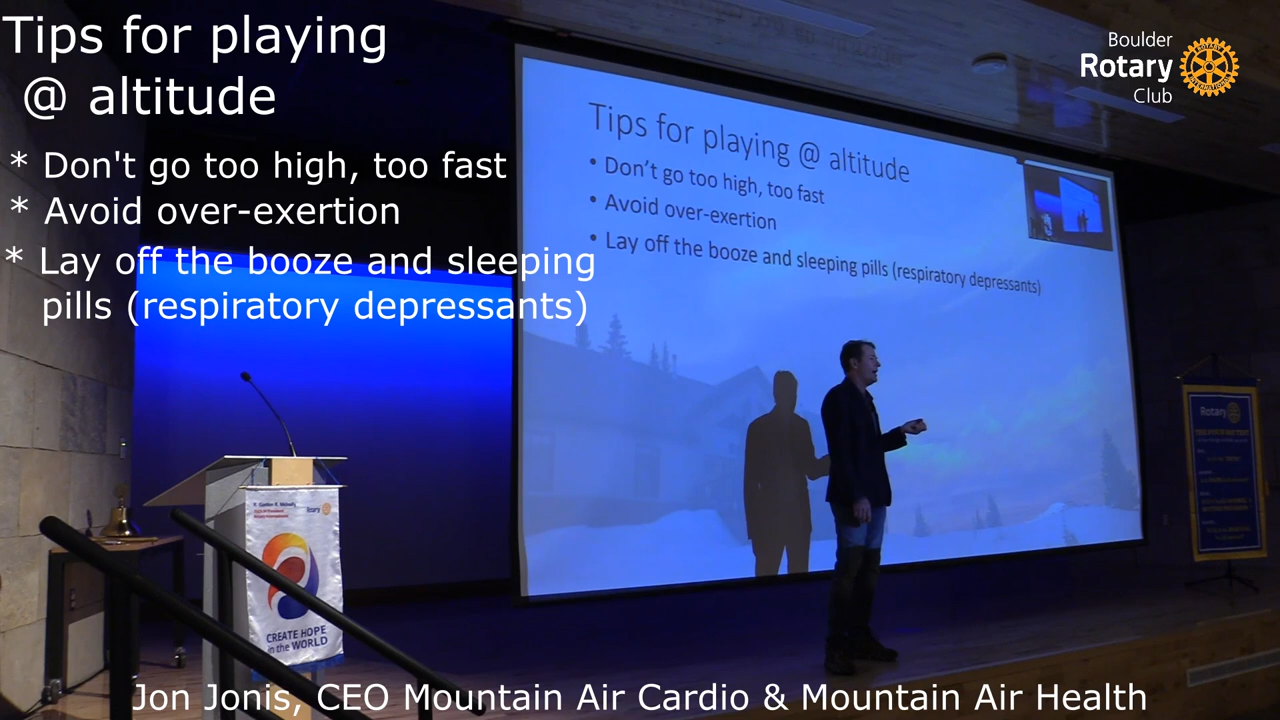 Tips for playing
@ altitude
* Don't go too high, too fast
* Avoid over-exertion
* Lay off the booze and sleeping
pills (respiratory depressants)
Boulder
Rotary
Club
Tips for playing @ altitude
• Don't go too high, too fast
• Avoid over-exertion
• Lay off the booze and sleeping pills (respiratory depressants)
Rotary
Rotary
CREATE HOPE
in the WORLD
Jon Jonis, CEO Mountain Air Cardio & Mountain Air Health